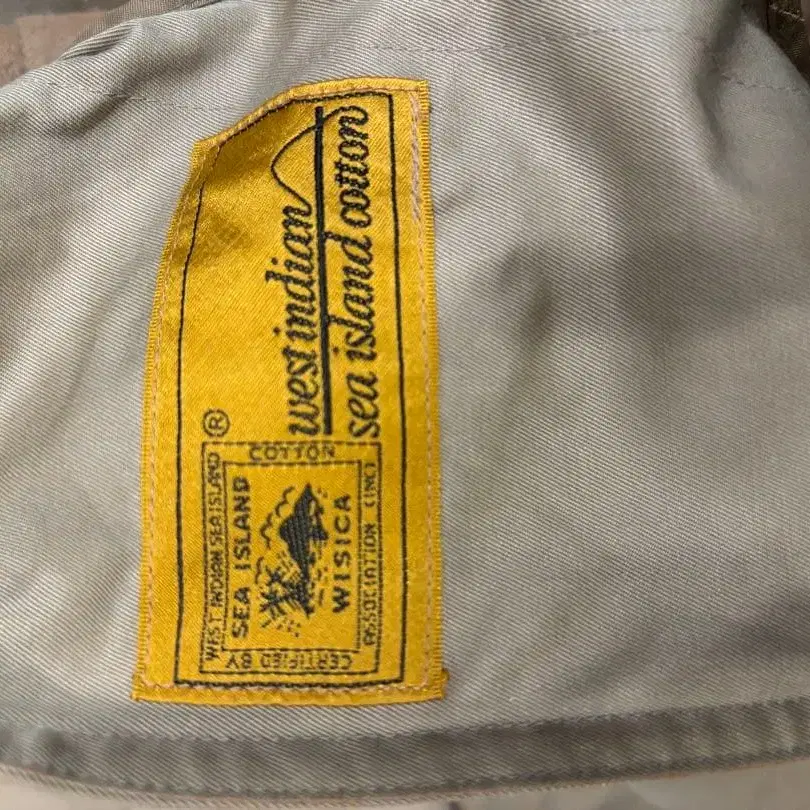 west indian
sea island cotton
®
COTTON
WEST INDIAN SEA ISLAND
SEA ISLAND
WISICA
ASSOCIATION (INC)
CERTIFIED BY